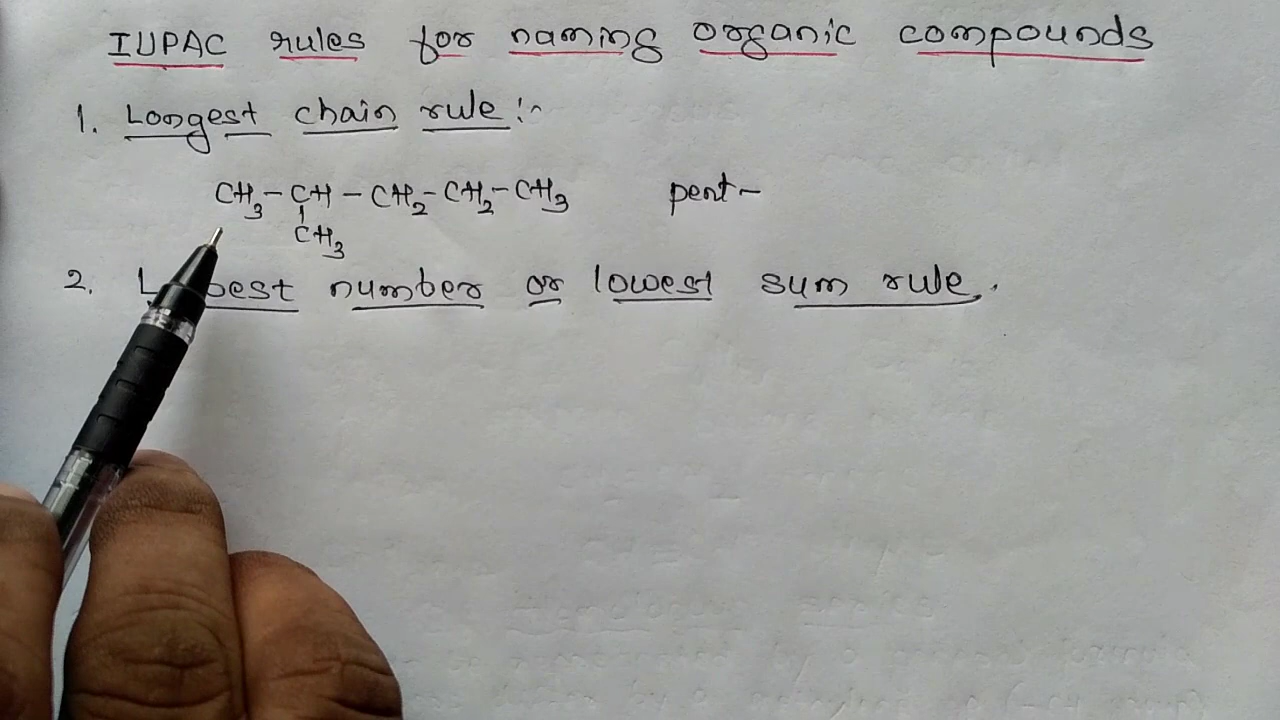 IUPAC rules for naming organic compounds
1. Longest chain rule :-
CH3 - CH - CH2 - CH2 - CH3 pent-
CH3
2. number or lowest sum rule.